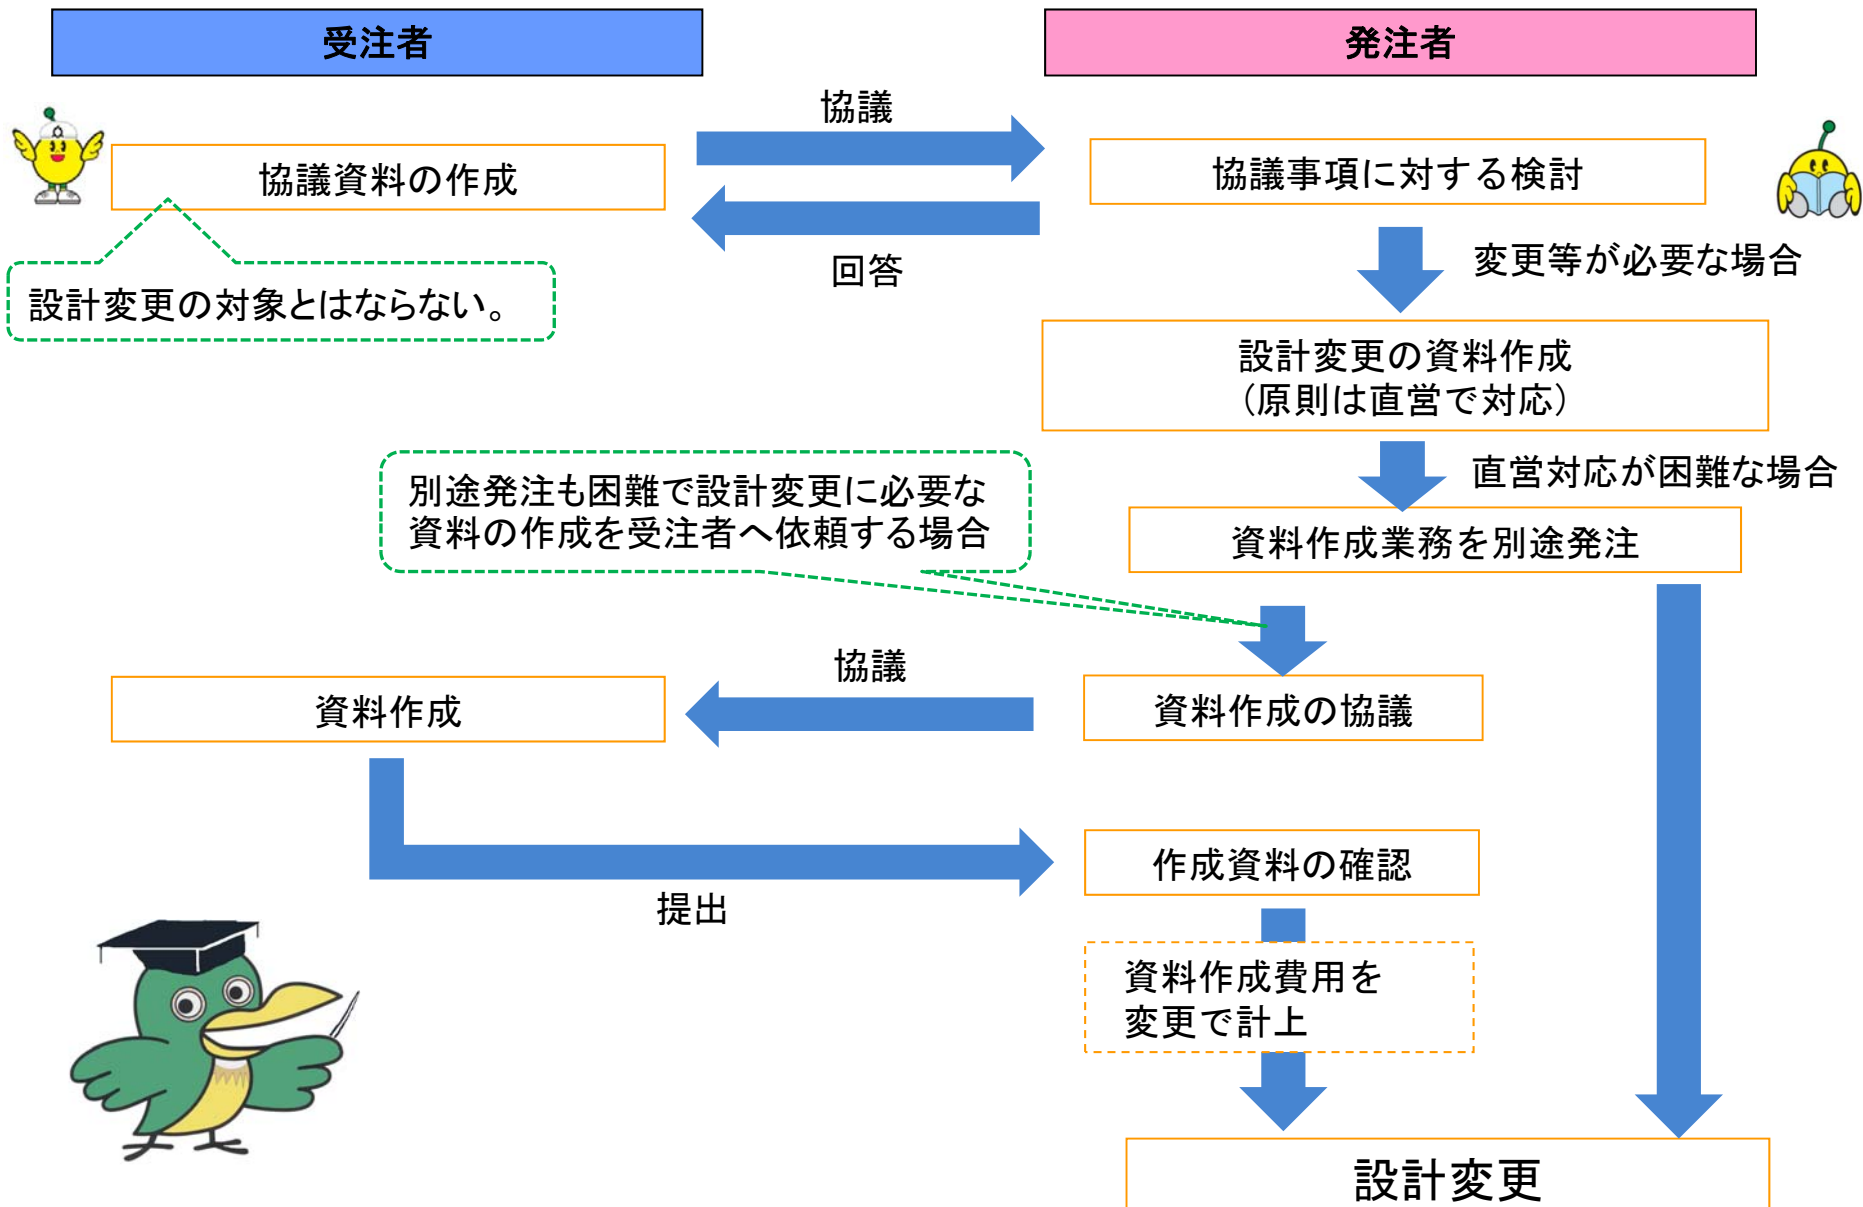 受注者
発注者
協議
協議資料の作成
協議事項に対する検討
回答
変更等が必要な場合
設計変更の対象とはならない。
設計変更の資料作成
（原則は直営で対応）
直営対応が困難な場合
別途発注も困難で設計変更に必要な
資料の作成を受注者へ依頼する場合
資料作成業務を別途発注
協議
資料作成
資料作成の協議
作成資料の確認
提出
資料作成費用を
変更で計上
設計変更